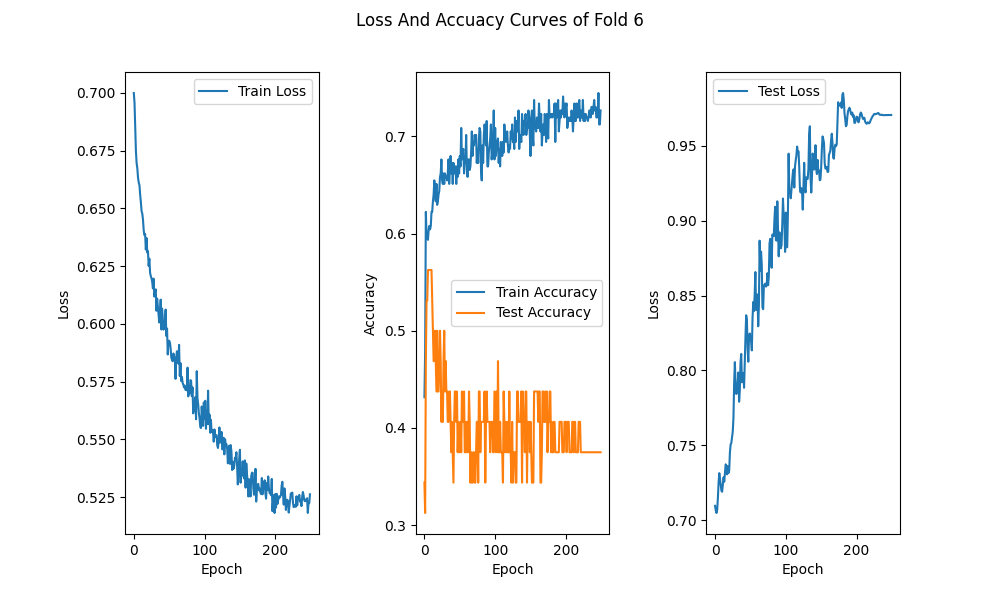 Loss And Accuacy Curves of Fold 6
0.700
0.675
0.650
0.625
0.600
0.575
0.550
0.525
Loss
Train Loss
0 100 200
Epoch
0.7
0.6
0.5
0.4
0.3
Accuracy
Train Accuracy
Test Accuracy
0 100 200
Epoch
0.95
0.90
0.85
0.80
0.75
0.70
Loss
Test Loss
0 100 200
Epoch